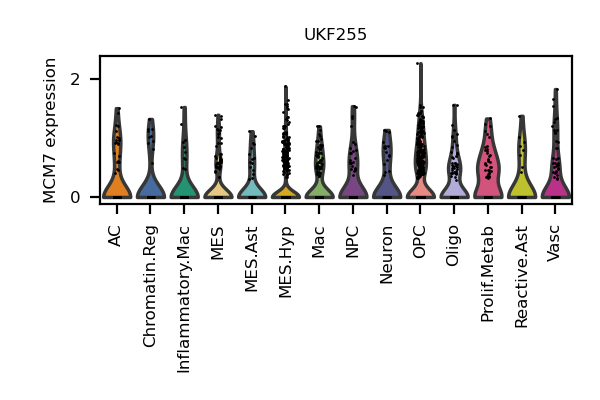 UKF255
MCM7 expression
2
0
AC
Chromatin.Reg
Inflammatory.Mac
MES
MES.Ast
MES.Hyp
Mac
NPC
Neuron
OPC
Oligo
Prolif.Metab
Reactive.Ast
Vasc